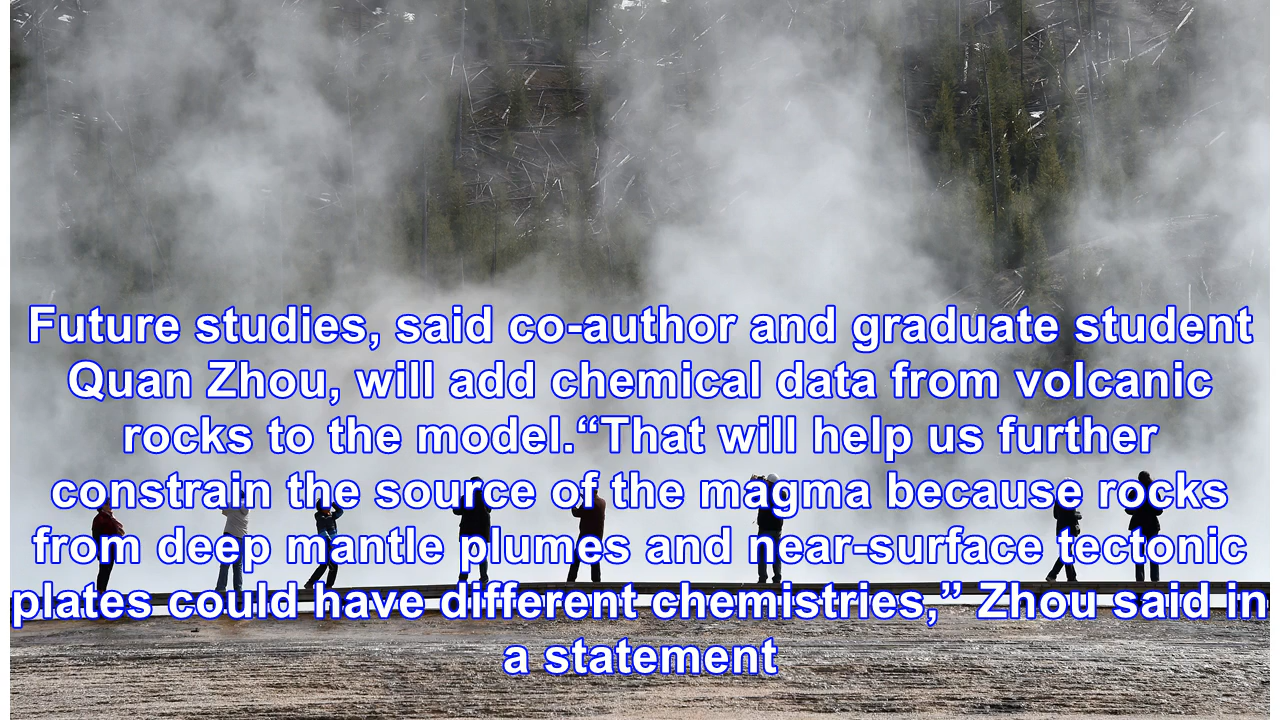 Future studies, said co-author and graduate student
Quan Zhou, will add chemical data from volcanic
rocks to the model.“That will help us further
constrain the source of the magma because rocks
from deep mantle plumes and near-surface tectonic
plates could have different chemistries,” Zhou said in
a statement